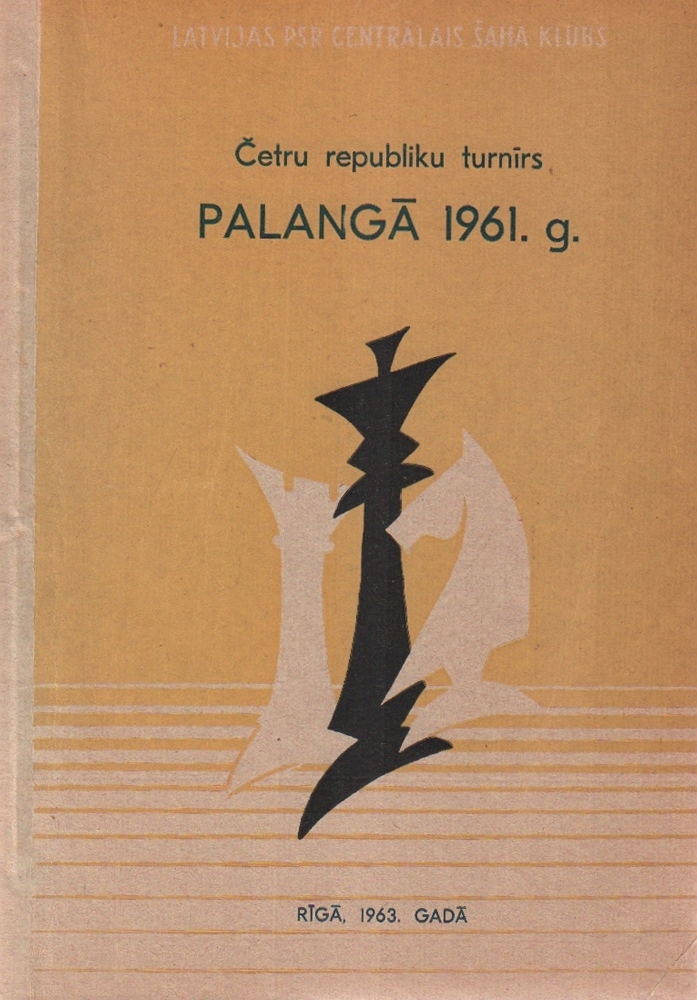 LATVIJAS PSR CENTRĀLAIS ŠAHA KLUBS
Četru republiku turnīrs
PALANGĀ 1961. g.
RĪGĀ, 1963. GADĀ